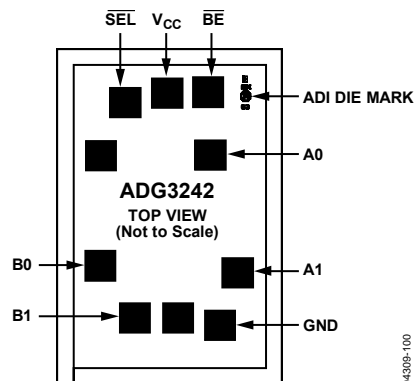 SEL VCC BE
ADI DIE MARK
A0
ADG3242
TOP VIEW
(Not to Scale)
B0
A1
B1
GND
04309-100